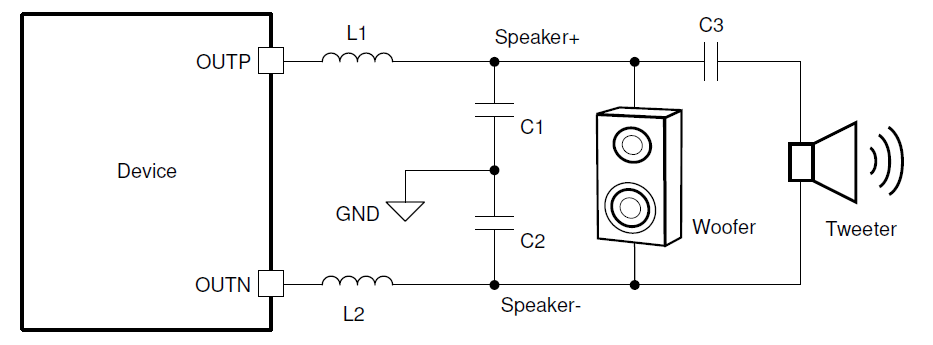 L1
C3
Speaker+
OUTP
C1
Device
GND
C2
Woofer
Tweeter
OUTN
Speaker-
L2